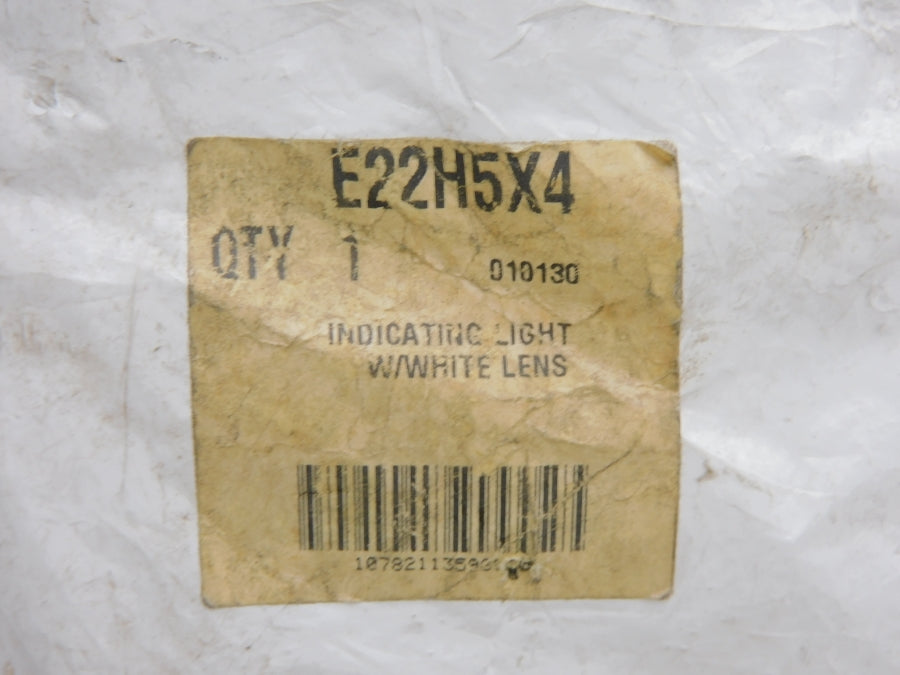 E22H5X4
QTY 1 010130
INDICATING LIGHT
W/WHITE LENS